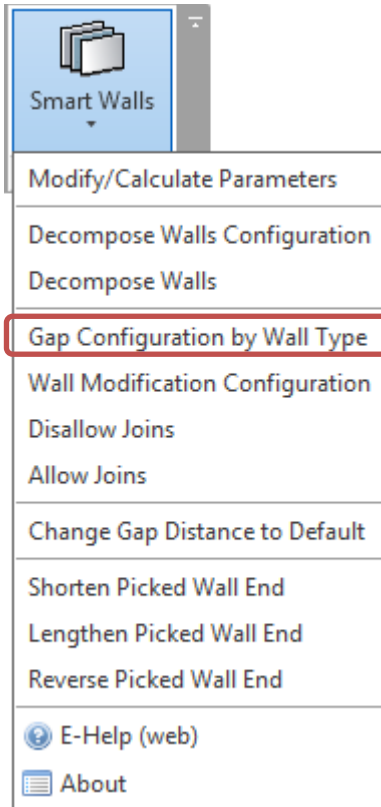 Smart Walls
Modify/Calculate Parameters
Decompose Walls Configuration
Decompose Walls
Gap Configuration by Wall Type
Wall Modification Configuration
Disallow Joins
Allow Joins
Change Gap Distance to Default
Shorten Picked Wall End
Lengthen Picked Wall End
Reverse Picked Wall End
E-Help (web)
About